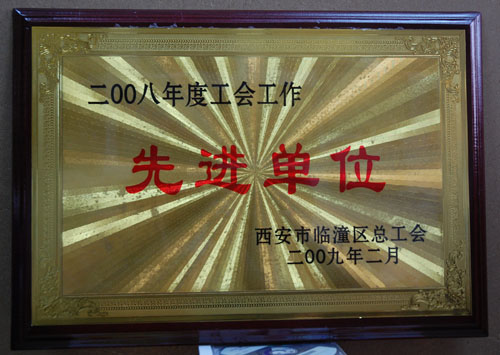 二00八年度工会工作
先进单位
西安市临潼区总工会
二00九年二月